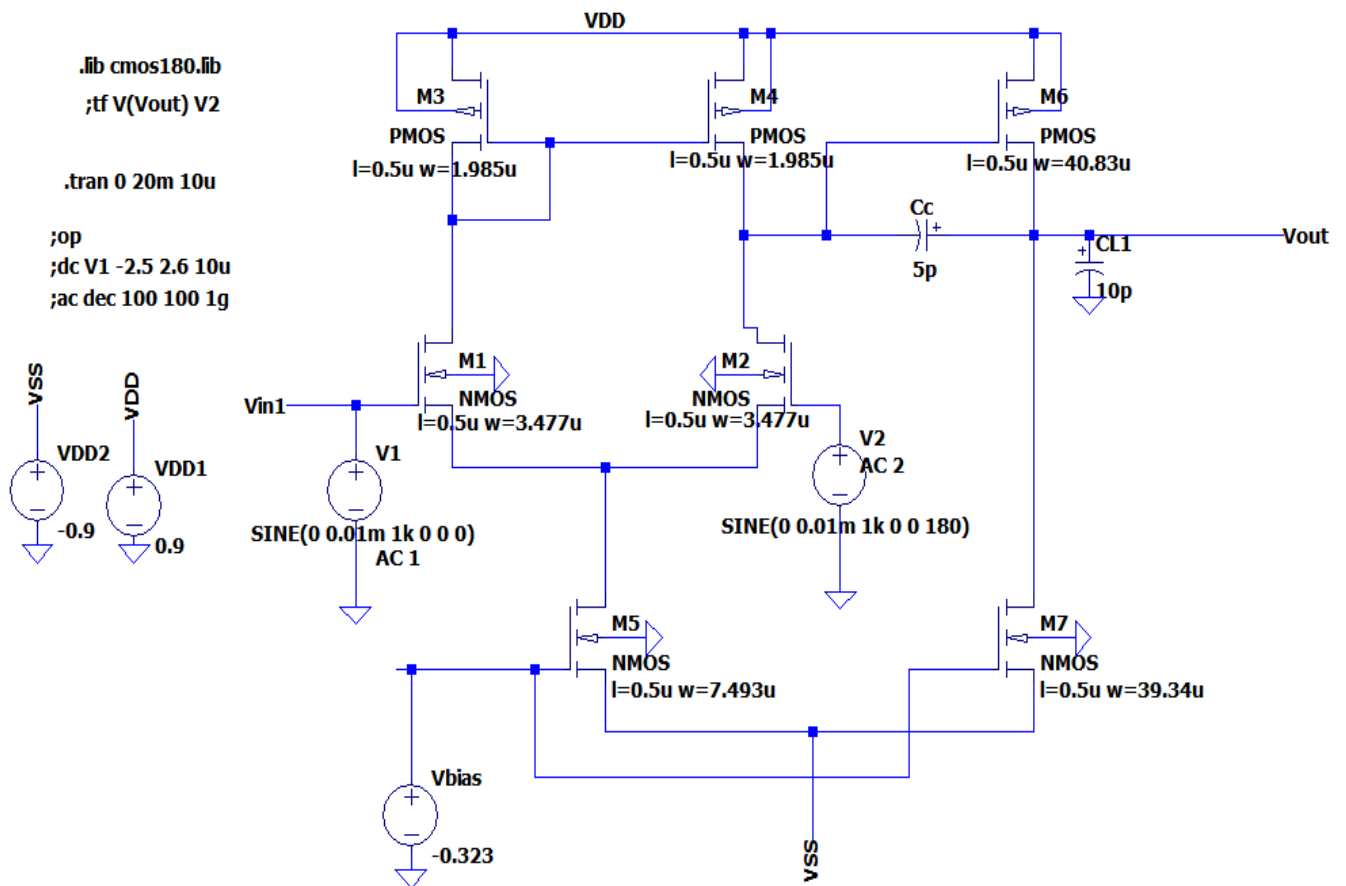 VDD
.lib cmos180.lib
;tf V(Vout) V2
.tran 0 20m 10u
;op
;dc V1 -2.5 2.6 10u
;ac dec 100 100 1g
M3
PMOS
l=0.5u w=1.985u
M4
PMOS
l=0.5u w=1.985u
M6
PMOS
l=0.5u w=40.83u
Cc
5p
CL1
10p
Vout
VSS
VDD2
-0.9
VDD
VDD1
0.9
Vin1
M1
NMOS
l=0.5u w=3.477u
M2
NMOS
l=0.5u w=3.477u
V1
SINE(0 0.01m 1k 0 0 0)
AC 1
V2
AC 2
SINE(0 0.01m 1k 0 0 180)
M5
NMOS
l=0.5u w=7.493u
M7
NMOS
l=0.5u w=39.34u
Vbias
-0.323
VSS